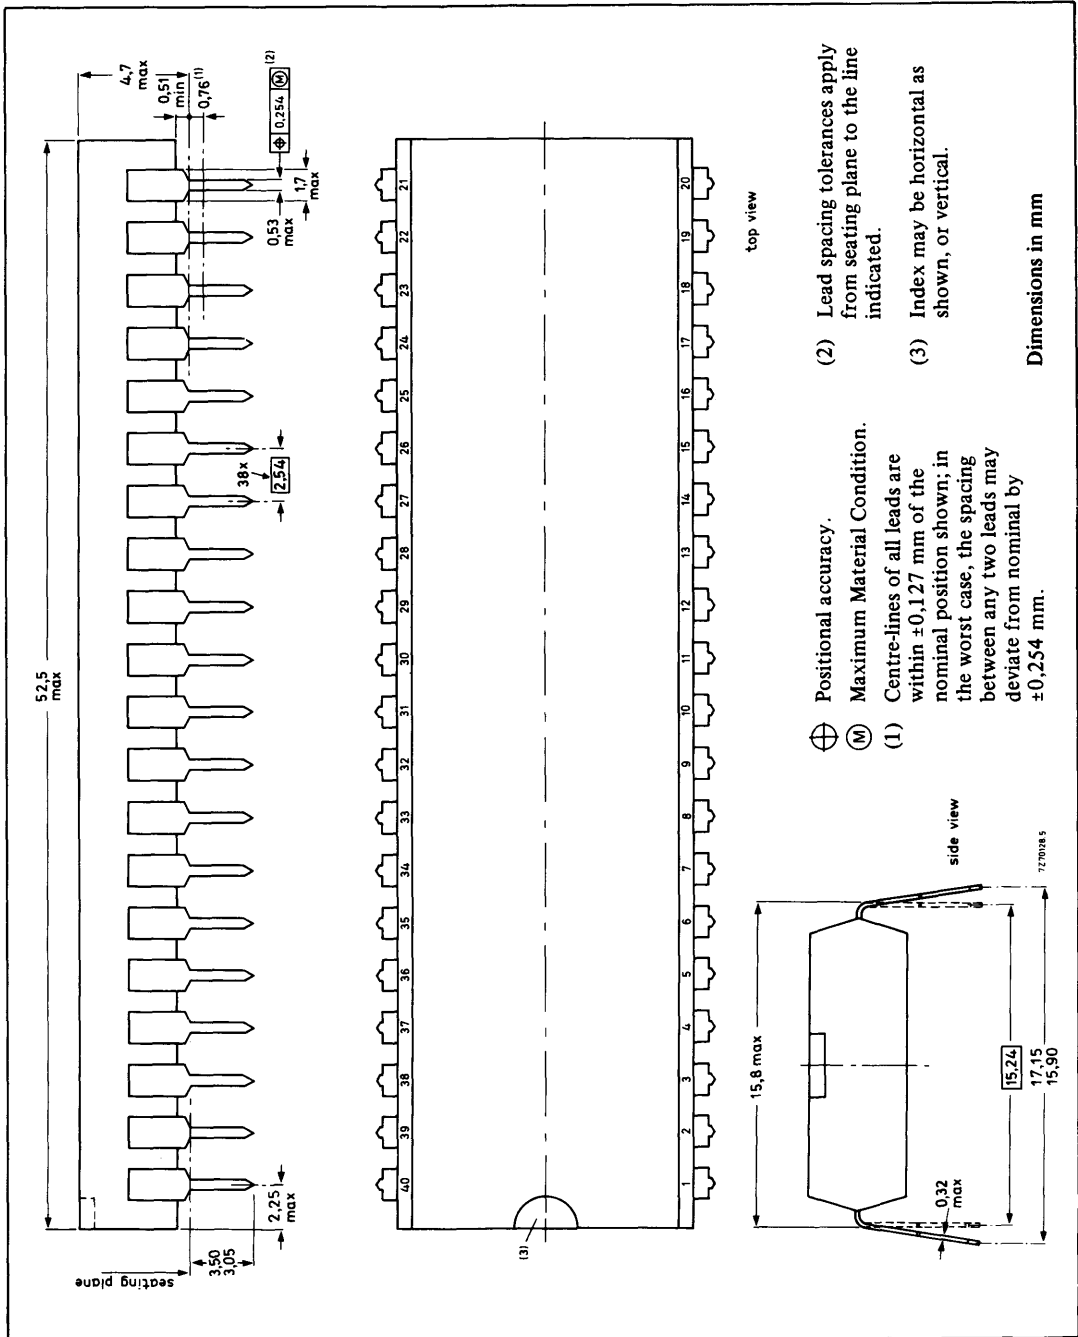 seating plane
3,50
3,05
2,25
max
52,5
max
38x
2,54
4,7
max
0,51
min
0,76(1)
⌖ 0,254 Ⓜ (2)
0,53
max
1,7
max
40 39 38 37 36 35 34 33 32 31 30 29 28 27 26 25 24 23 22 21
(3)
1 2 3 4 5 6 7 8 9 10 11 12 13 14 15 16 17 18 19 20
top view
15,8 max
0,32
max
15,24
17,15
15,90
side view
7Z70128.5
⌖ Positional accuracy.
Ⓜ Maximum Material Condition.
(1) Centre-lines of all leads are
within ±0,127 mm of the
nominal position shown; in
the worst case, the spacing
between any two leads may
deviate from nominal by
±0,254 mm.
(2) Lead spacing tolerances apply
from seating plane to the line
indicated.
(3) Index may be horizontal as
shown, or vertical.
Dimensions in mm